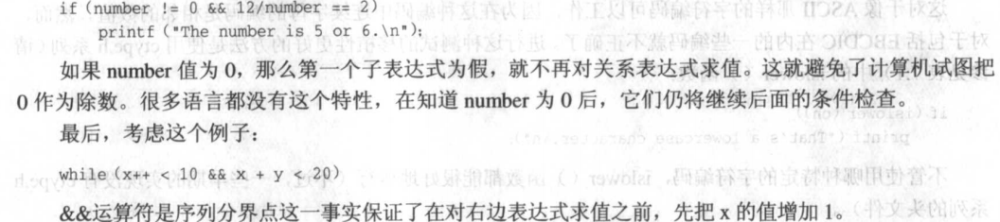 if (number != 0 && 12/number == 2)
printf ("The number is 5 or 6.\n");
如果 number 值为 0，那么第一个子表达式为假，就不再对关系表达式求值。这就避免了计算机试图把
0 作为除数。很多语言都没有这个特性，在知道 number 为 0 后，它们仍将继续后面的条件检查。
最后，考虑这个例子：
while (x++ < 10 && x + y < 20)
&&运算符是序列分界点这一事实保证了在对右边表达式求值之前，先把 x 的值增加 1。